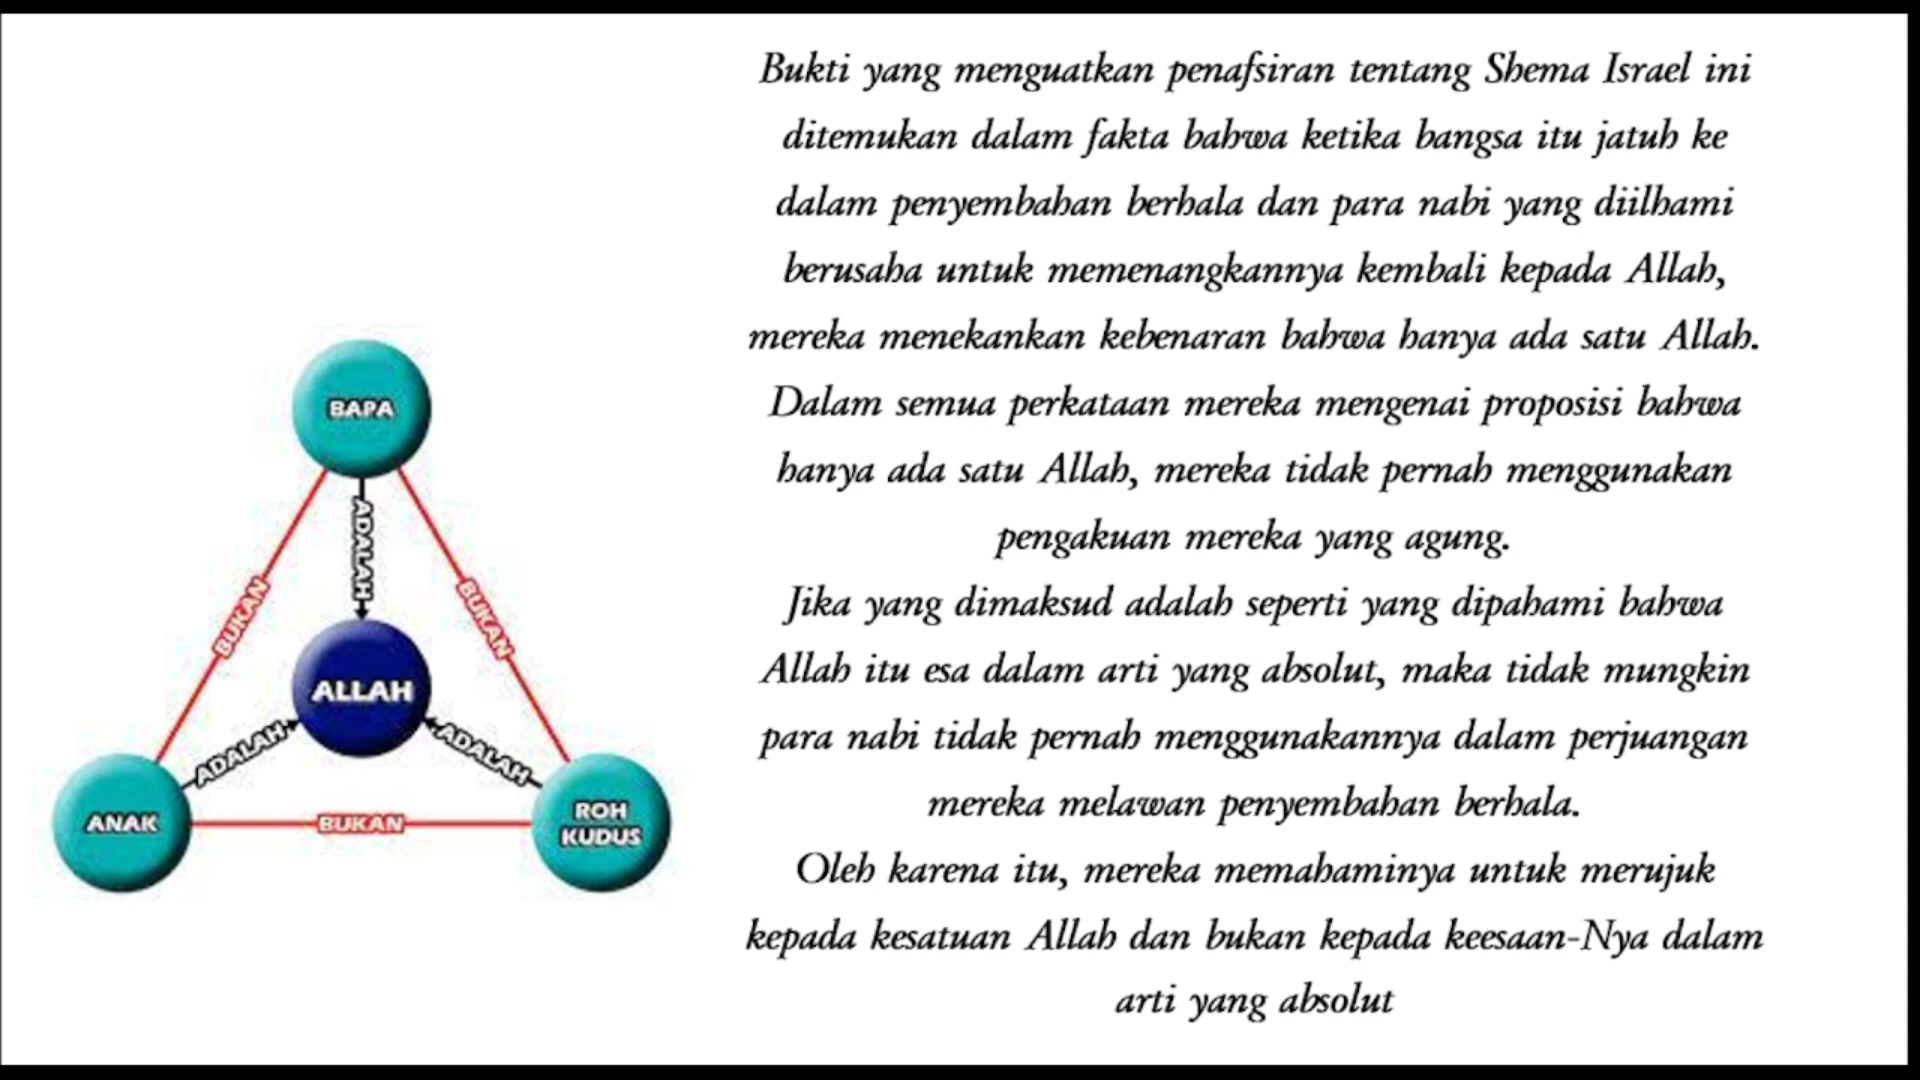 Bukti yang menguatkan penafsiran tentang Shema Israel ini
ditemukan dalam fakta bahwa ketika bangsa itu jatuh ke
dalam penyembahan berhala dan para nabi yang diilhami
berusaha untuk memenangkannya kembali kepada Allah,
mereka menekankan kebenaran bahwa hanya ada satu Allah.
Dalam semua perkataan mereka mengenai proposisi bahwa
hanya ada satu Allah, mereka tidak pernah menggunakan
pengakuan mereka yang agung.
Jika yang dimaksud adalah seperti yang dipahami bahwa
Allah itu esa dalam arti yang absolut, maka tidak mungkin
para nabi tidak pernah menggunakannya dalam perjuangan
mereka melawan penyembahan berhala.
Oleh karena itu, mereka memahaminya untuk merujuk
kepada kesatuan Allah dan bukan kepada keesaan-Nya dalam
arti yang absolut
BAPA
ADALAH
BUKAN
BUKAN
ALLAH
ADALAH
ADALAH
ANAK
BUKAN
ROH
KUDUS